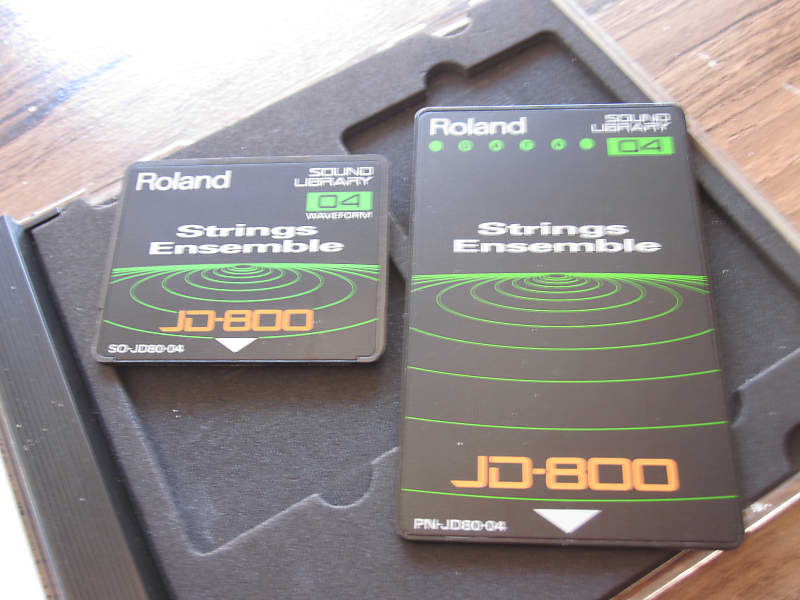 Roland
SOUND
LIBRARY
04
WAVEFORM
Strings
Ensemble
JD-800
SO-JD80-04
Roland
SOUND
LIBRARY
DATA
04
Strings
Ensemble
JD-800
PN-JD80-04